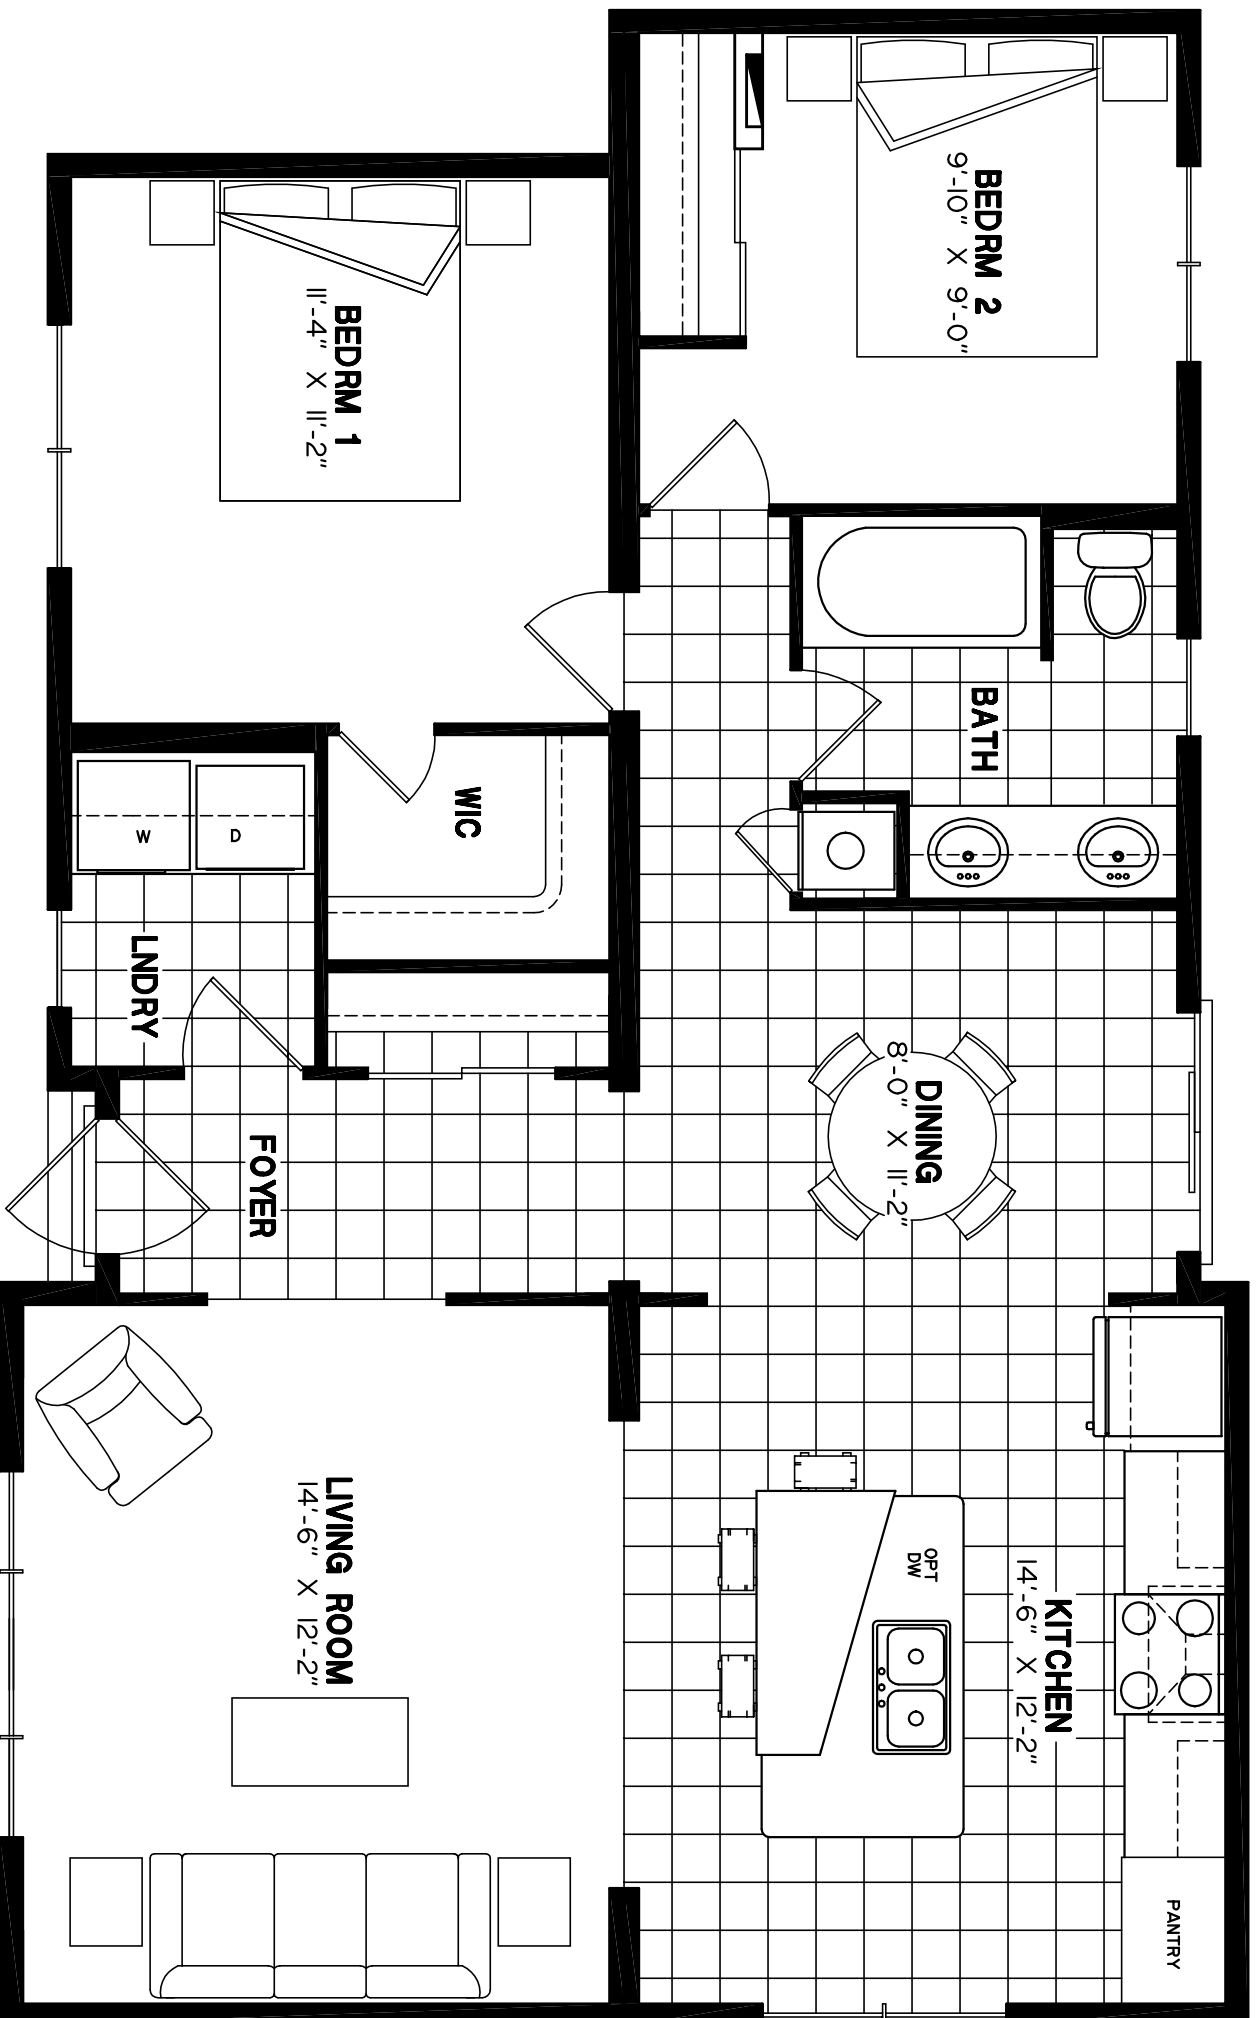 BEDRM 2
9'-10" X 9'-0"
BEDRM 1
11'-4" X 11'-2"
BATH
WIC
W
D
LNDRY
DINING
8'-0" X 11'-2"
FOYER
LIVING ROOM
14'-6" X 12'-2"
OPT
DW
KITCHEN
14'-6" X 12'-2"
PANTRY